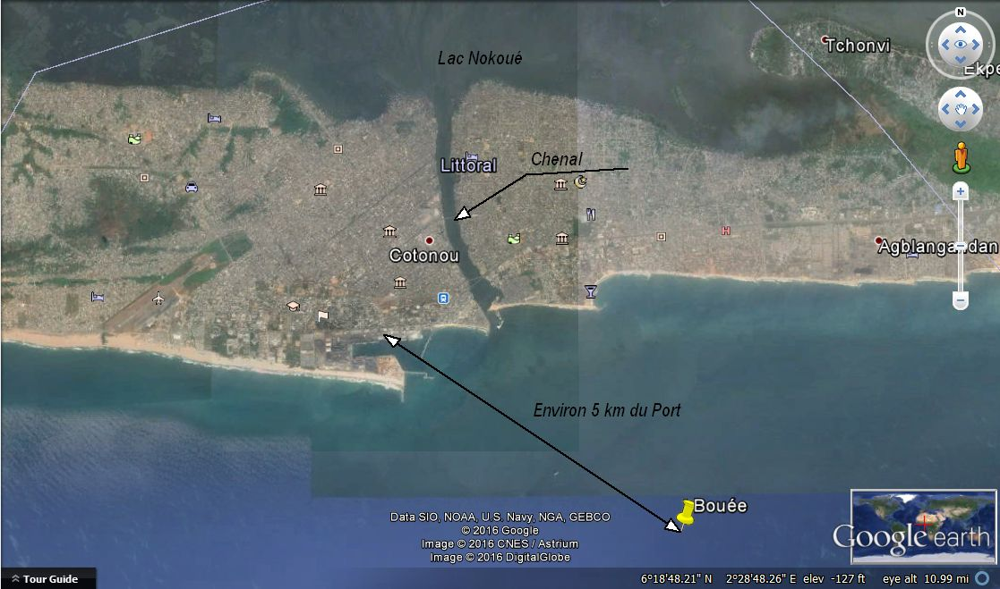 N
Lac Nokoué
Tchonvi
Ekpe
Chenal
Littoral
H
Cotonou
Agblangandan
Environ 5 km du Port
Bouée
Data SIO, NOAA, U.S. Navy, NGA, GEBCO
© 2016 Google
Image © 2016 CNES / Astrium
Image © 2016 DigitalGlobe
Google earth
Tour Guide
6°18'48.21" N 2°28'48.26" E elev -127 ft eye alt 10.99 mi